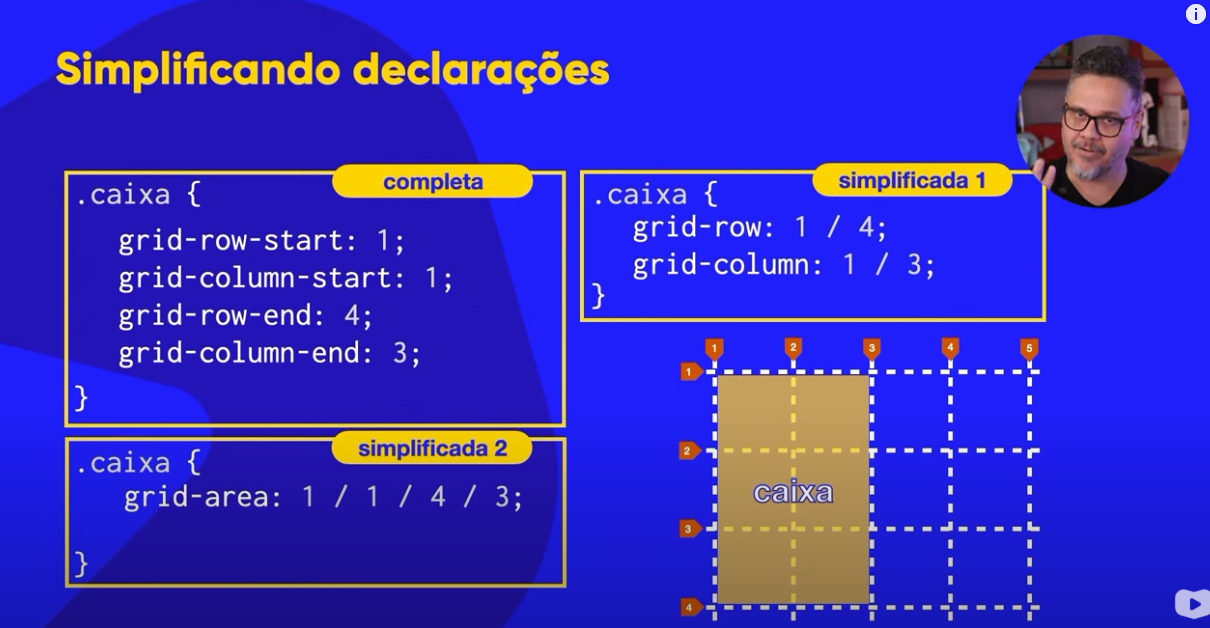 Simplificando declarações
completa
.caixa {
grid-row-start: 1;
grid-column-start: 1;
grid-row-end: 4;
grid-column-end: 3;
}
simplificada 1
.caixa {
grid-row: 1 / 4;
grid-column: 1 / 3;
}
simplificada 2
.caixa {
grid-area: 1 / 1 / 4 / 3;
}
1 2 3 4 5
1
2
caixa
3
4
i